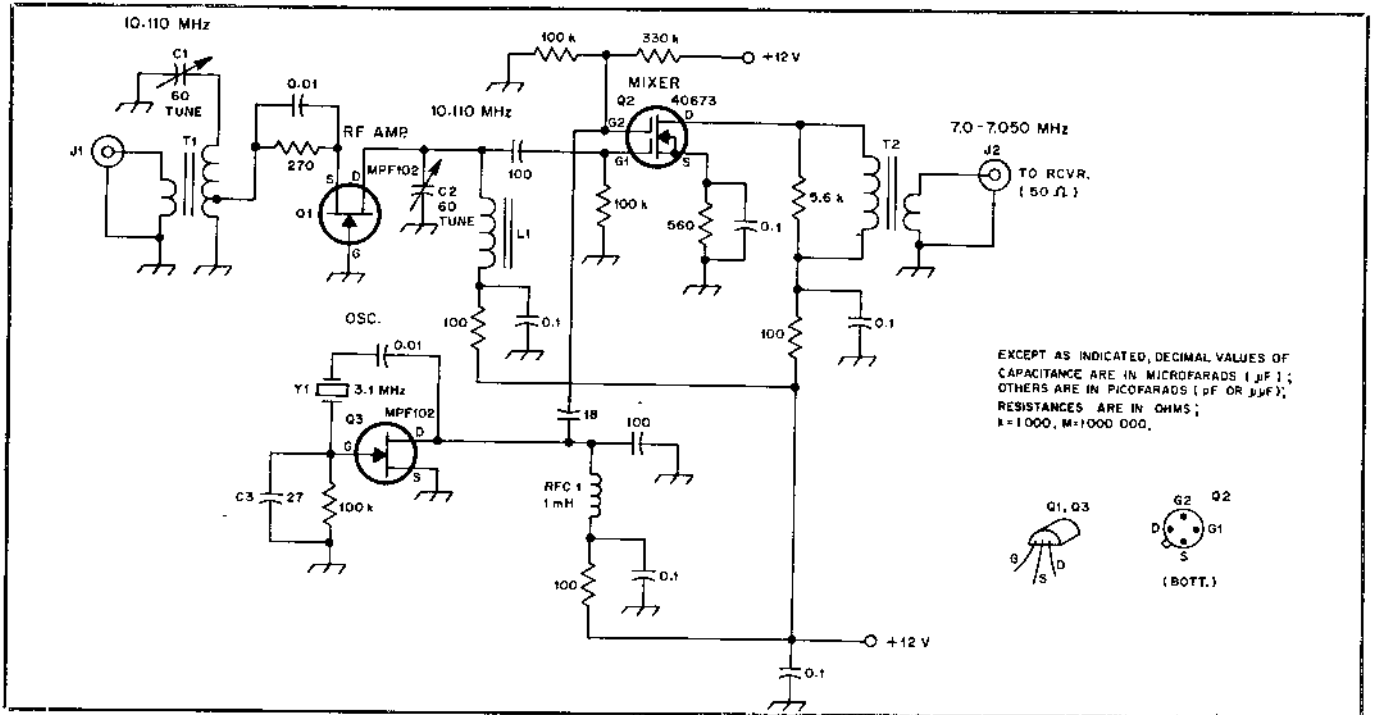 10.110 MHz
C1
60
TUNE
J1
T1
0.01
270
RF AMP.
MPF102
S
D
G
Q1
10.110 MHz
C2
60
TUNE
L1
100
0.1
100
100 k
330 k
+12 V
MIXER
Q2
40673
G2
G1
D
S
100 k
560
0.1
5.6 k
T2
7.0-7.050 MHz
J2
TO RCVR.
(50 Ω)
100
0.1
OSC.
0.01
Y1
3.1 MHz
Q3
MPF102
G
D
S
C3
27
100 k
18
100
RFC 1
1 mH
100
0.1
+12 V
0.1
EXCEPT AS INDICATED, DECIMAL VALUES OF
CAPACITANCE ARE IN MICROFARADS (µF);
OTHERS ARE IN PICOFARADS (pF OR µµF);
RESISTANCES ARE IN OHMS;
k=1000, M=1000 000.
Q1, Q3
G
S
D
G2
Q2
D
G1
S
(BOTT.)